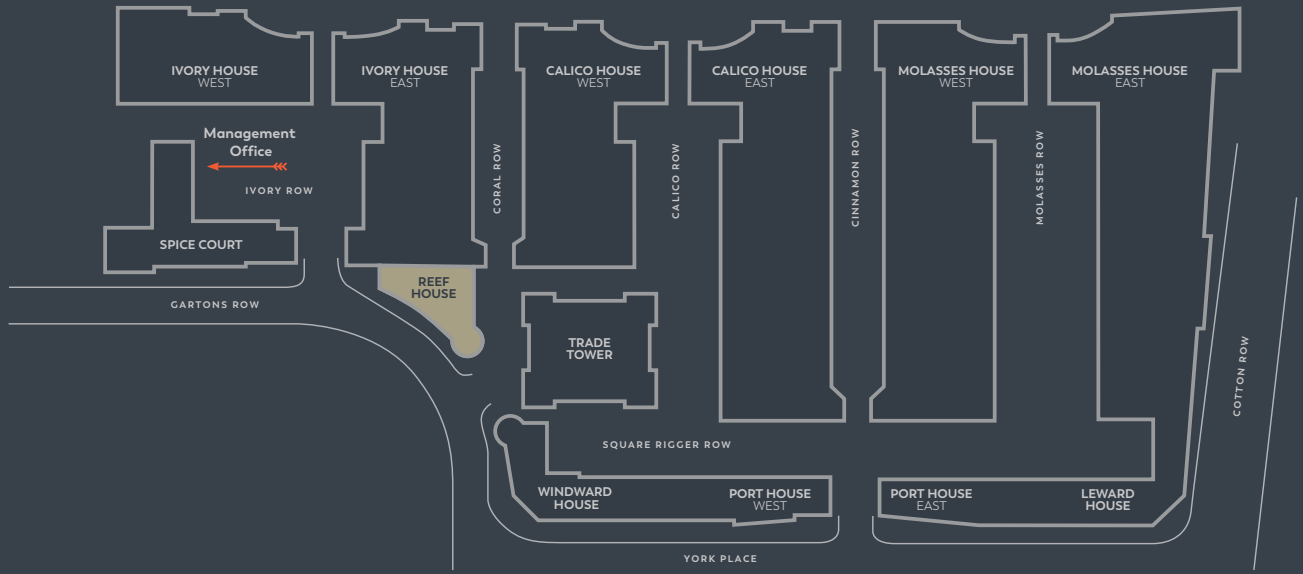 IVORY HOUSE
WEST
IVORY HOUSE
EAST
CALICO HOUSE
WEST
CALICO HOUSE
EAST
MOLASSES HOUSE
WEST
MOLASSES HOUSE
EAST
Management
Office
IVORY ROW
CORAL ROW
CALICO ROW
CINNAMON ROW
MOLASSES ROW
SPICE COURT
REEF
HOUSE
GARTONS ROW
TRADE
TOWER
COTTON ROW
SQUARE RIGGER ROW
WINDWARD
HOUSE
PORT HOUSE
WEST
PORT HOUSE
EAST
LEWARD
HOUSE
YORK PLACE